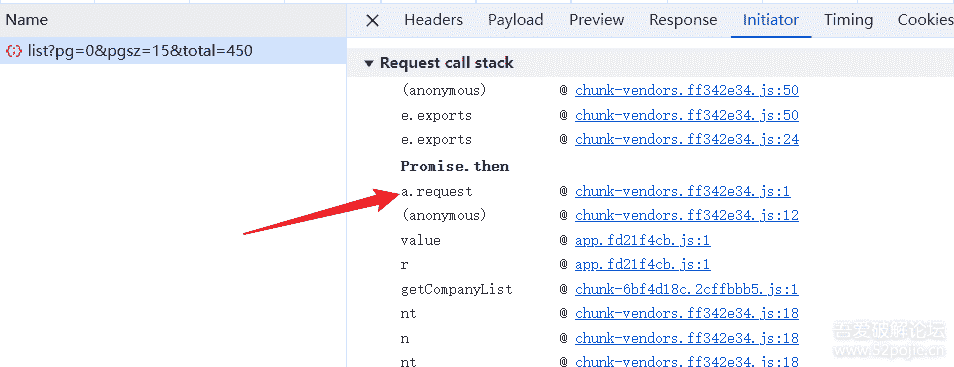 Name
Headers Payload Preview Response Initiator Timing Cookies
list?pg=0&pgsz=15&total=450
Request call stack
(anonymous) @ chunk-vendors.ff342e34.js:50
e.exports @ chunk-vendors.ff342e34.js:50
e.exports @ chunk-vendors.ff342e34.js:24
Promise.then
a.request @ chunk-vendors.ff342e34.js:1
(anonymous) @ chunk-vendors.ff342e34.js:12
value @ app.fd21f4cb.js:1
r @ app.fd21f4cb.js:1
getCompanyList @ chunk-6bf4d18c.2cffbbb5.js:1
nt @ chunk-vendors.ff342e34.js:18
n @ chunk-vendors.ff342e34.js:18
nt @ chunk-vendors.ff342e34.js:18
吾爱破解论坛
www.52pojie.cn